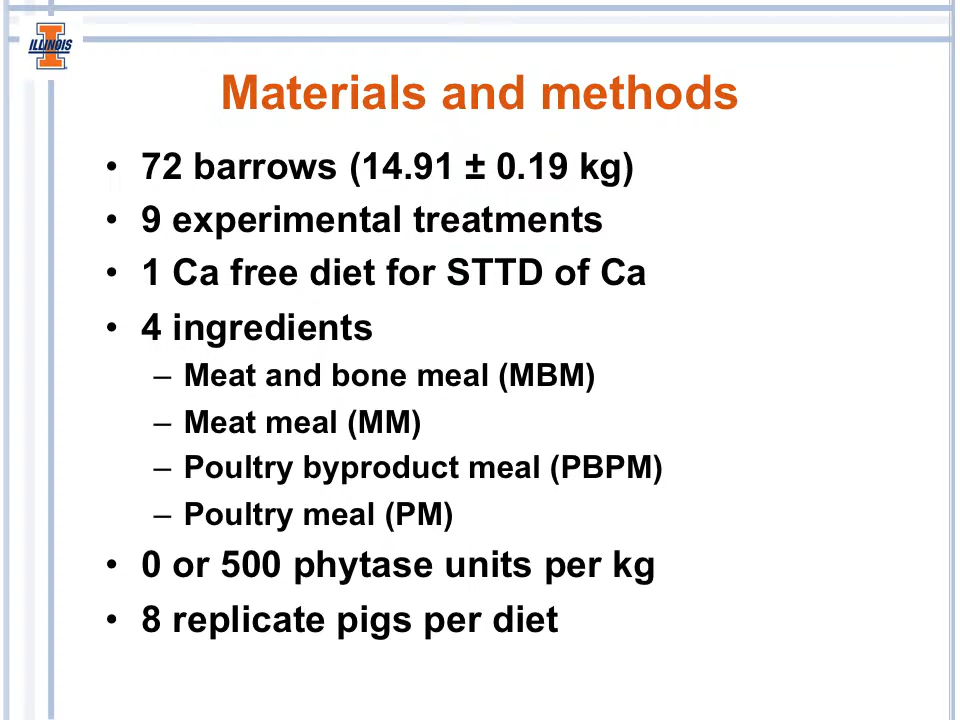 ILLINOIS
Materials and methods
• 72 barrows (14.91 ± 0.19 kg)
• 9 experimental treatments
• 1 Ca free diet for STTD of Ca
• 4 ingredients
– Meat and bone meal (MBM)
– Meat meal (MM)
– Poultry byproduct meal (PBPM)
– Poultry meal (PM)
• 0 or 500 phytase units per kg
• 8 replicate pigs per diet